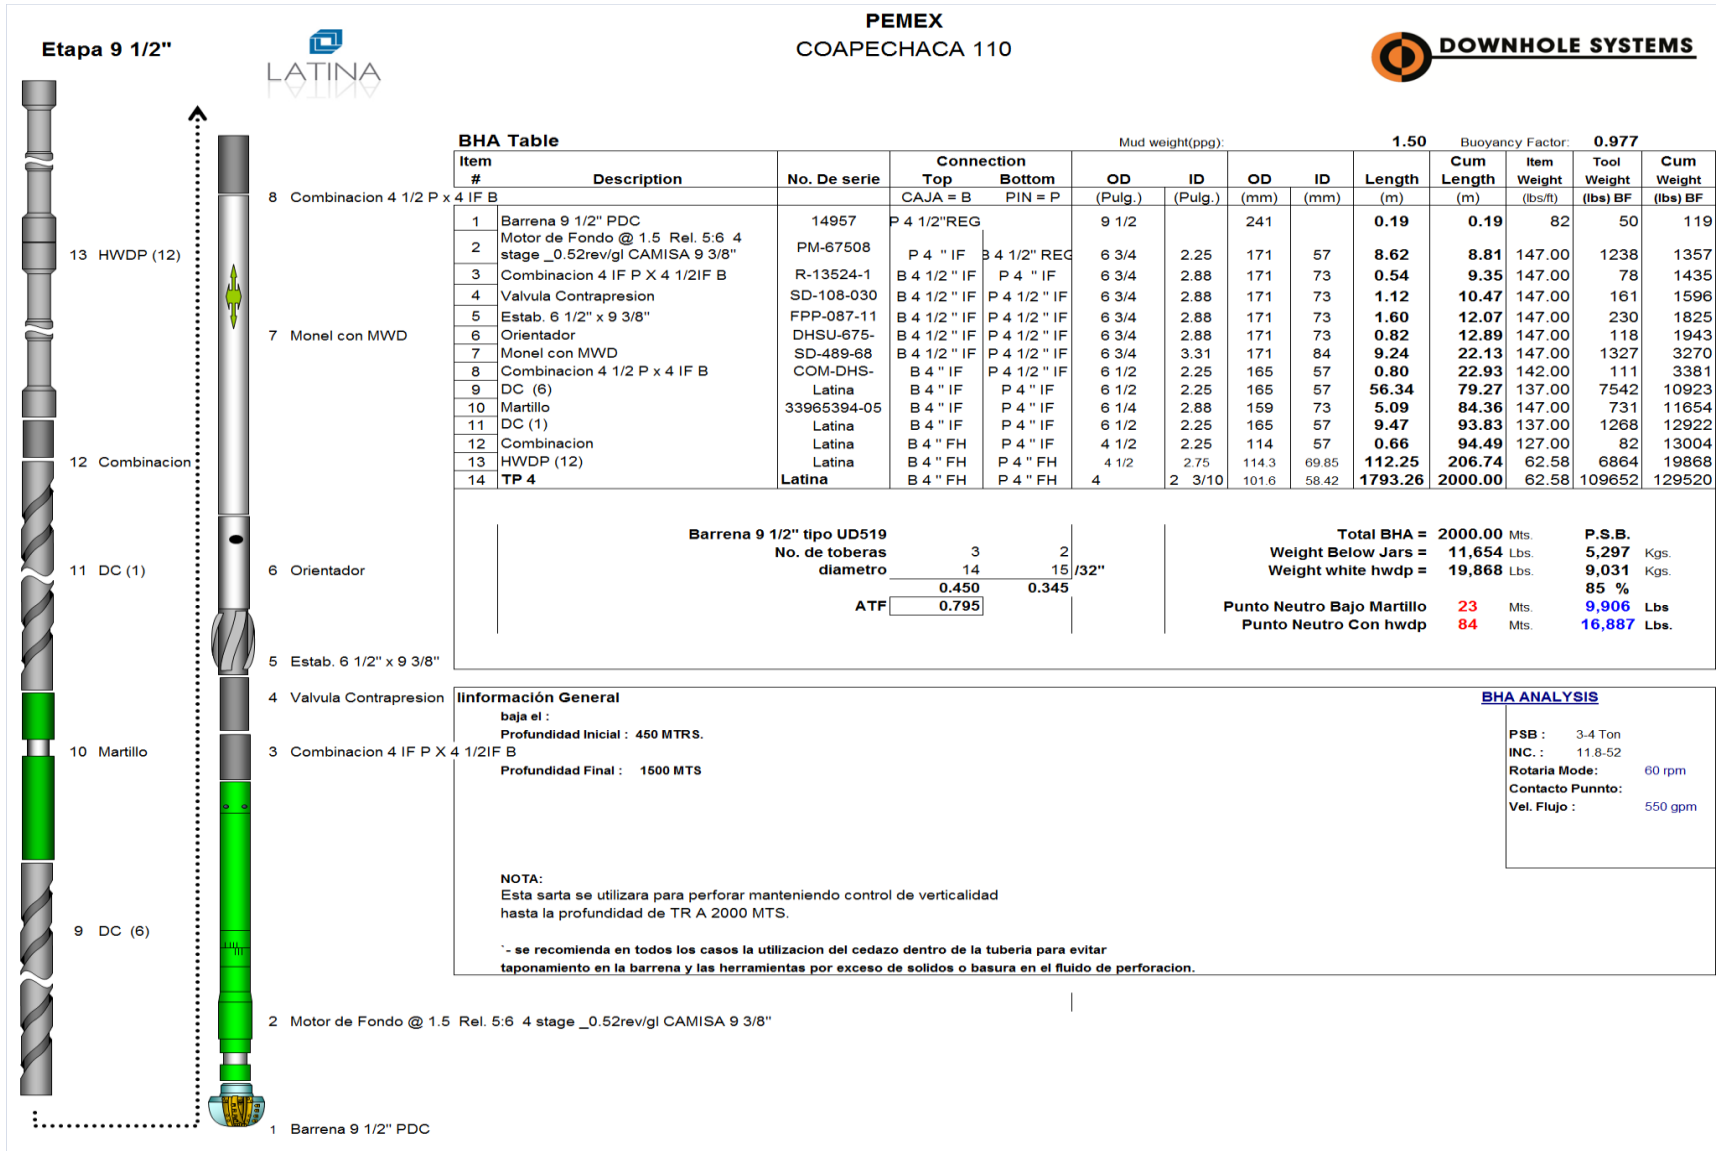 PEMEX
COAPECHACA 110
Etapa 9 1/2"
LATINA
DOWNHOLE SYSTEMS
BHA Table Mud weight(ppg): 1.50 Buoyancy Factor: 0.977
Item Connection Cum Item Tool Cum
# Description No. De serie Top Bottom OD ID OD ID Length Length Weight Weight Weight
CAJA = B PIN = P (Pulg.) (Pulg.) (mm) (mm) (m) (m) (lbs/ft) (lbs) BF (lbs) BF
1 Barrena 9 1/2" PDC 14957 P 4 1/2"REG 9 1/2 241 0.19 0.19 82 50 119
2 Motor de Fondo @ 1.5 Rel. 5:6 4
stage _0.52rev/gl CAMISA 9 3/8" PM-67508 P 4 " IF B 4 1/2" REG 6 3/4 2.25 171 57 8.62 8.81 147.00 1238 1357
3 Combinacion 4 IF P X 4 1/2IF B R-13524-1 B 4 1/2 " IF P 4 " IF 6 3/4 2.88 171 73 0.54 9.35 147.00 78 1435
4 Valvula Contrapresion SD-108-030 B 4 1/2 " IF P 4 1/2 " IF 6 3/4 2.88 171 73 1.12 10.47 147.00 161 1596
5 Estab. 6 1/2" x 9 3/8" FPP-087-11 B 4 1/2 " IF P 4 1/2 " IF 6 3/4 2.88 171 73 1.60 12.07 147.00 230 1825
6 Orientador DHSU-675- B 4 1/2 " IF P 4 1/2 " IF 6 3/4 2.88 171 73 0.82 12.89 147.00 118 1943
7 Monel con MWD SD-489-68 B 4 1/2 " IF P 4 1/2 " IF 6 3/4 3.31 171 84 9.24 22.13 147.00 1327 3270
8 Combinacion 4 1/2 P x 4 IF B COM-DHS- B 4 " IF P 4 1/2 " IF 6 1/2 2.25 165 57 0.80 22.93 142.00 111 3381
9 DC (6) Latina B 4 " IF P 4 " IF 6 1/2 2.25 165 57 56.34 79.27 137.00 7542 10923
10 Martillo 33965394-05 B 4 " IF P 4 " IF 6 1/4 2.88 159 73 5.09 84.36 147.00 731 11654
11 DC (1) Latina B 4 " IF P 4 " IF 6 1/2 2.25 165 57 9.47 93.83 137.00 1268 12922
12 Combinacion Latina B 4 " FH P 4 " IF 4 1/2 2.25 114 57 0.66 94.49 127.00 82 13004
13 HWDP (12) Latina B 4 " FH P 4 " FH 4 1/2 2.75 114.3 69.85 112.25 206.74 62.58 6864 19868
14 TP 4 Latina B 4 " FH P 4 " FH 4 2 3/10 101.6 58.42 1793.26 2000.00 62.58 109652 129520
Barrena 9 1/2" tipo UD519
No. de toberas 3 2
diametro 14 15 /32"
0.450 0.345
ATF 0.795
Total BHA = 2000.00 Mts. P.S.B.
Weight Below Jars = 11,654 Lbs. 5,297 Kgs.
Weight white hwdp = 19,868 Lbs. 9,031 Kgs.
85 %
Punto Neutro Bajo Martillo 23 Mts. 9,906 Lbs
Punto Neutro Con hwdp 84 Mts. 16,887 Lbs.
Iinformación General
baja el :
Profundidad Inicial : 450 MTRS.
Profundidad Final : 1500 MTS
NOTA:
Esta sarta se utilizara para perforar manteniendo control de verticalidad
hasta la profundidad de TR A 2000 MTS.
`- se recomienda en todos los casos la utilizacion del cedazo dentro de la tuberia para evitar
taponamiento en la barrena y las herramientas por exceso de solidos o basura en el fluido de perforacion.
BHA ANALYSIS
PSB : 3-4 Ton
INC. : 11.8-52
Rotaria Mode: 60 rpm
Contacto Punnto:
Vel. Flujo : 550 gpm
13 HWDP (12)
12 Combinacion
11 DC (1)
10 Martillo
9 DC (6)
8 Combinacion 4 1/2 P x 4 IF B
7 Monel con MWD
6 Orientador
5 Estab. 6 1/2" x 9 3/8"
4 Valvula Contrapresion
3 Combinacion 4 IF P X 4 1/2IF B
2 Motor de Fondo @ 1.5 Rel. 5:6 4 stage _0.52rev/gl CAMISA 9 3/8"
1 Barrena 9 1/2" PDC